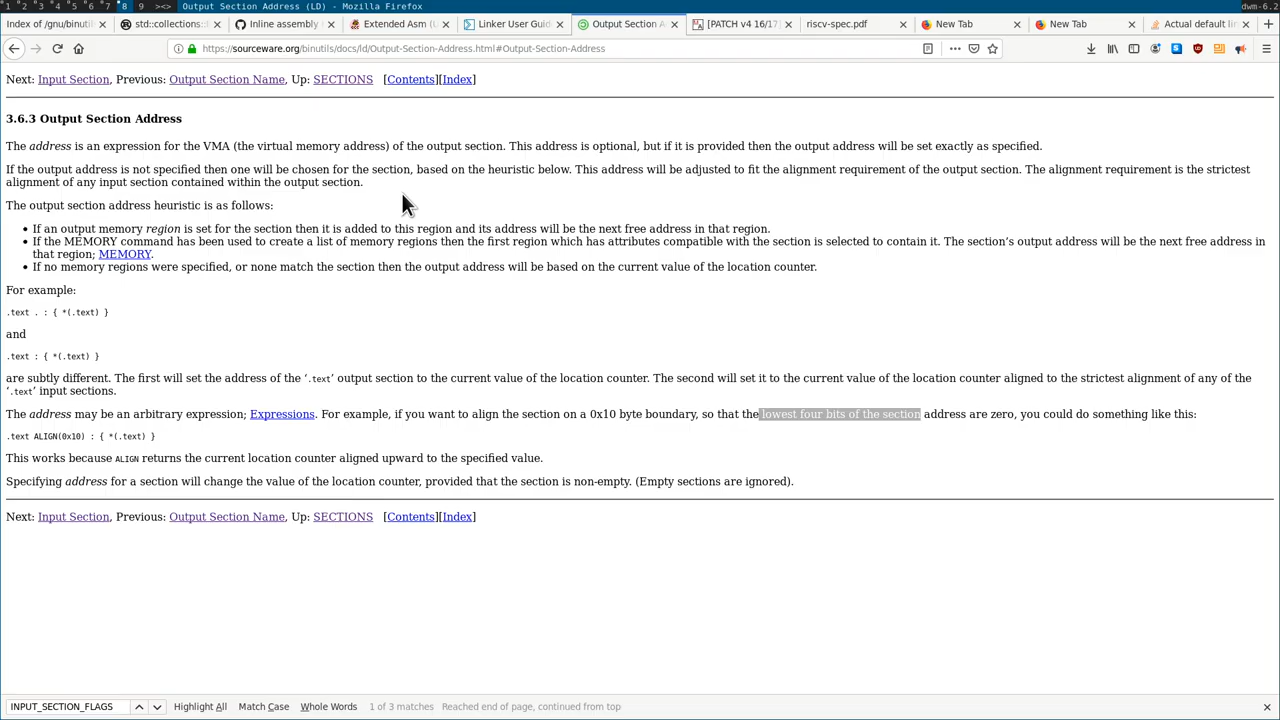 1 2 3 4 5 6 7 8 9 ><> Output Section Address (LD) - Mozilla Firefox dwm-6.2
Index of /gnu/binuti
std::collections::
Inline assembly
Extended Asm (U
Linker User Guid
Output Section A
[PATCH v4 16/17]
riscv-spec.pdf
New Tab
New Tab
Actual default li
https://sourceware.org/binutils/docs/ld/Output-Section-Address.html#Output-Section-Address
Next: Input Section, Previous: Output Section Name, Up: SECTIONS [Contents][Index]
3.6.3 Output Section Address
The address is an expression for the VMA (the virtual memory address) of the output section. This address is optional, but if it is provided then the output address will be set exactly as specified.
If the output address is not specified then one will be chosen for the section, based on the heuristic below. This address will be adjusted to fit the alignment requirement of the output section. The alignment requirement is the strictest
alignment of any input section contained within the output section.
The output section address heuristic is as follows:
• If an output memory region is set for the section then it is added to this region and its address will be the next free address in that region.
• If the MEMORY command has been used to create a list of memory regions then the first region which has attributes compatible with the section is selected to contain it. The section’s output address will be the next free address in
that region; MEMORY.
• If no memory regions were specified, or none match the section then the output address will be based on the current value of the location counter.
For example:
.text . : { *(.text) }
and
.text : { *(.text) }
are subtly different. The first will set the address of the ‘.text’ output section to the current value of the location counter. The second will set it to the current value of the location counter aligned to the strictest alignment of any of the
‘.text’ input sections.
The address may be an arbitrary expression; Expressions. For example, if you want to align the section on a 0x10 byte boundary, so that the lowest four bits of the section address are zero, you could do something like this:
.text ALIGN(0x10) : { *(.text) }
This works because ALIGN returns the current location counter aligned upward to the specified value.
Specifying address for a section will change the value of the location counter, provided that the section is non-empty. (Empty sections are ignored).
Next: Input Section, Previous: Output Section Name, Up: SECTIONS [Contents][Index]
INPUT_SECTION_FLAGS Highlight All Match Case Whole Words 1 of 3 matches Reached end of page, continued from top